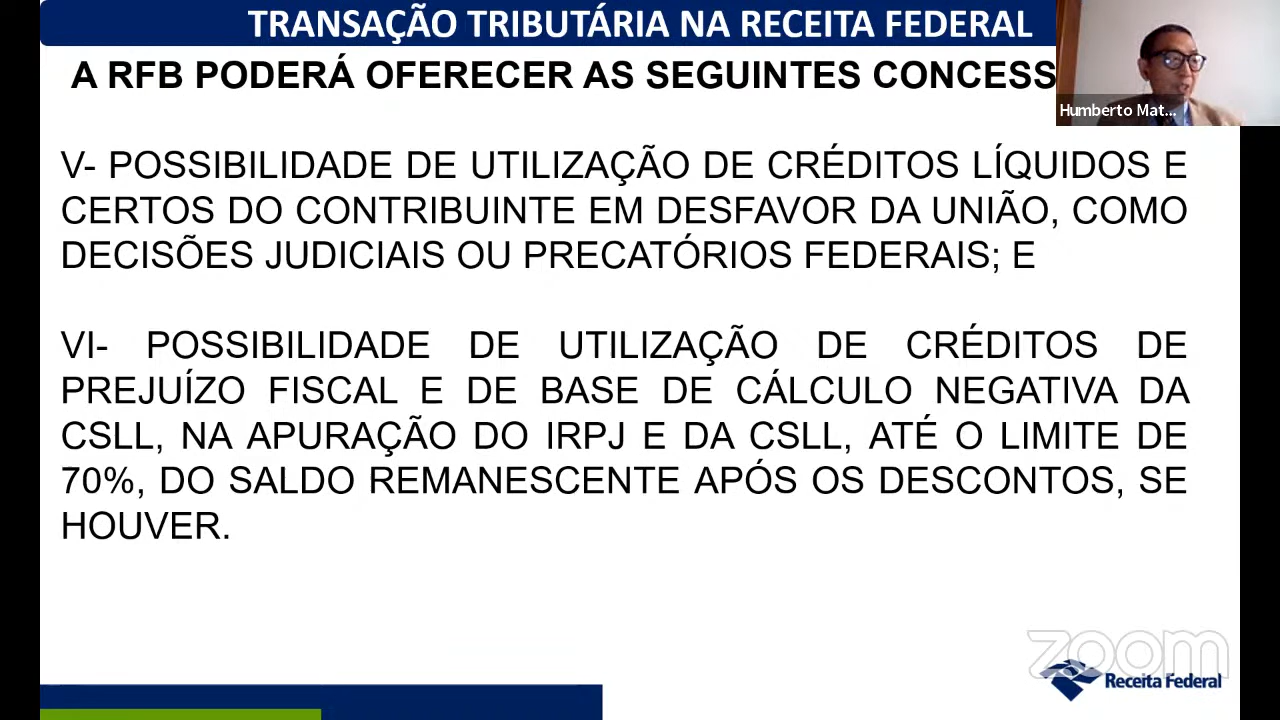 TRANSAÇÃO TRIBUTÁRIA NA RECEITA FEDERAL
A RFB PODERÁ OFERECER AS SEGUINTES CONCESS
Humberto Mat...
V- POSSIBILIDADE DE UTILIZAÇÃO DE CRÉDITOS LÍQUIDOS E
CERTOS DO CONTRIBUINTE EM DESFAVOR DA UNIÃO, COMO
DECISÕES JUDICIAIS OU PRECATÓRIOS FEDERAIS; E
VI- POSSIBILIDADE DE UTILIZAÇÃO DE CRÉDITOS DE
PREJUÍZO FISCAL E DE BASE DE CÁLCULO NEGATIVA DA
CSLL, NA APURAÇÃO DO IRPJ E DA CSLL, ATÉ O LIMITE DE
70%, DO SALDO REMANESCENTE APÓS OS DESCONTOS, SE
HOUVER.
zoom
Receita Federal